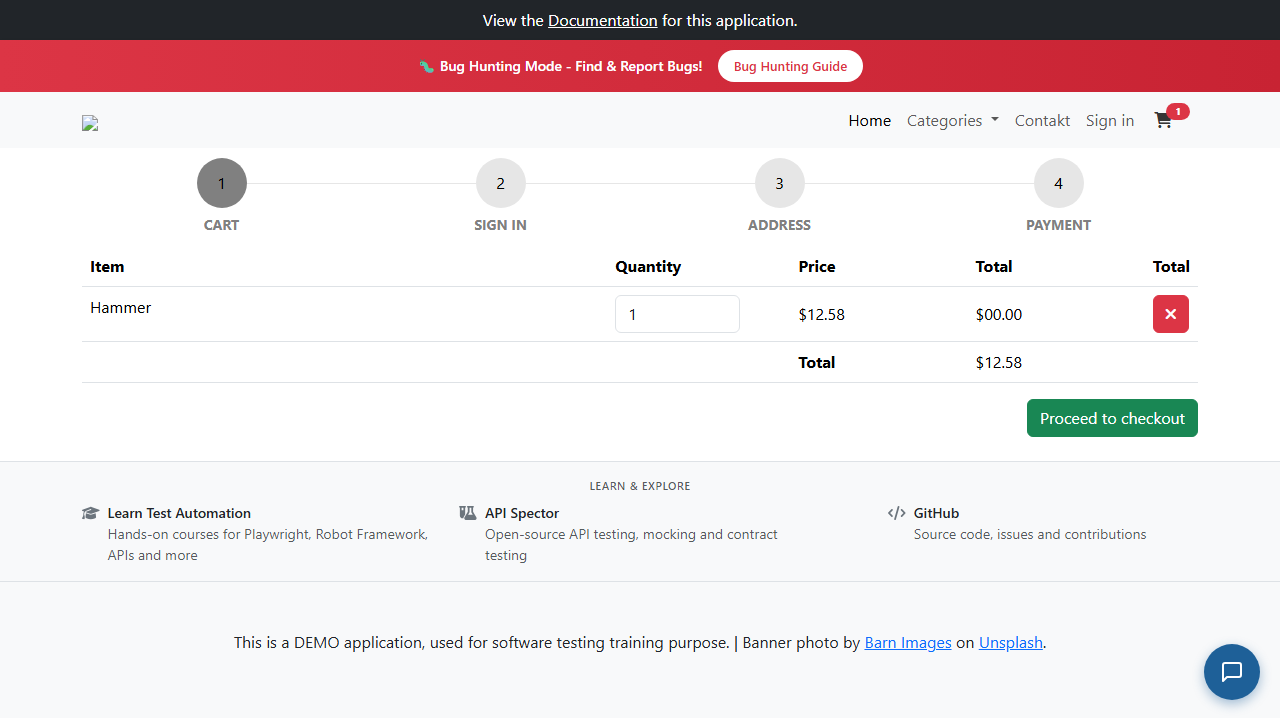 View the Documentation for this application.
🐛 Bug Hunting Mode - Find & Report Bugs! Bug Hunting Guide
Home Categories Contakt Sign in 1
1 2 3 4
CART SIGN IN ADDRESS PAYMENT
Item Quantity Price Total Total
Hammer 1 $12.58 $00.00
Total $12.58
Proceed to checkout
LEARN & EXPLORE
Learn Test Automation
Hands-on courses for Playwright, Robot Framework,
APIs and more
API Spector
Open-source API testing, mocking and contract
testing
GitHub
Source code, issues and contributions
This is a DEMO application, used for software testing training purpose. | Banner photo by Barn Images on Unsplash.